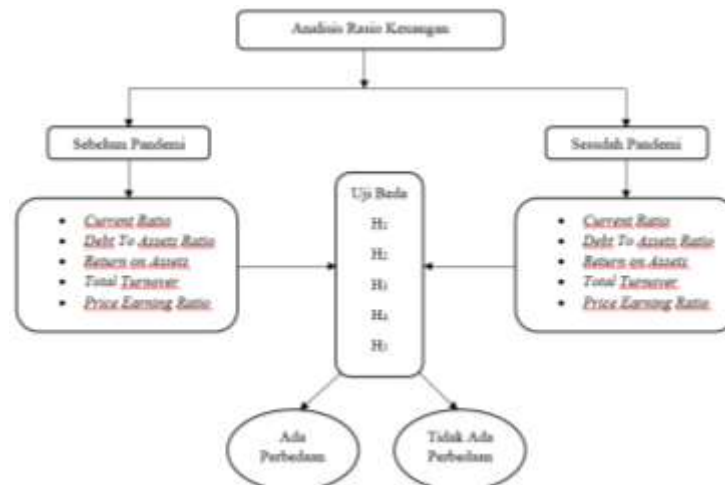 Analisis Rasio Keuangan
Sebelum Pandemi
Sesudah Pandemi
• Current Ratio
• Debt To Assets Ratio
• Return on Assets
• Total Turnover
• Price Earning Ratio
Uji Beda
H₁
H₂
H₃
H₄
H₅
• Current Ratio
• Debt To Assets Ratio
• Return on Assets
• Total Turnover
• Price Earning Ratio
Ada
Perbedaan
Tidak Ada
Perbedaan